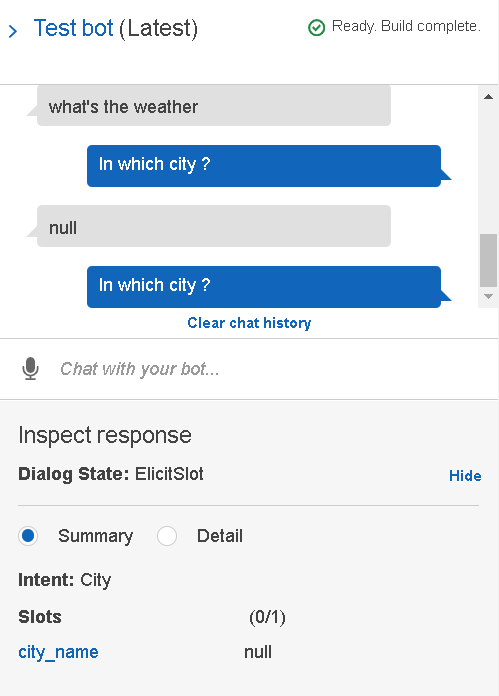 Test bot (Latest)
Ready. Build complete.
what's the weather
In which city ?
null
In which city ?
Clear chat history
Chat with your bot...
Inspect response
Dialog State: ElicitSlot
Hide
Summary
Detail
Intent: City
Slots (0/1)
city_name null